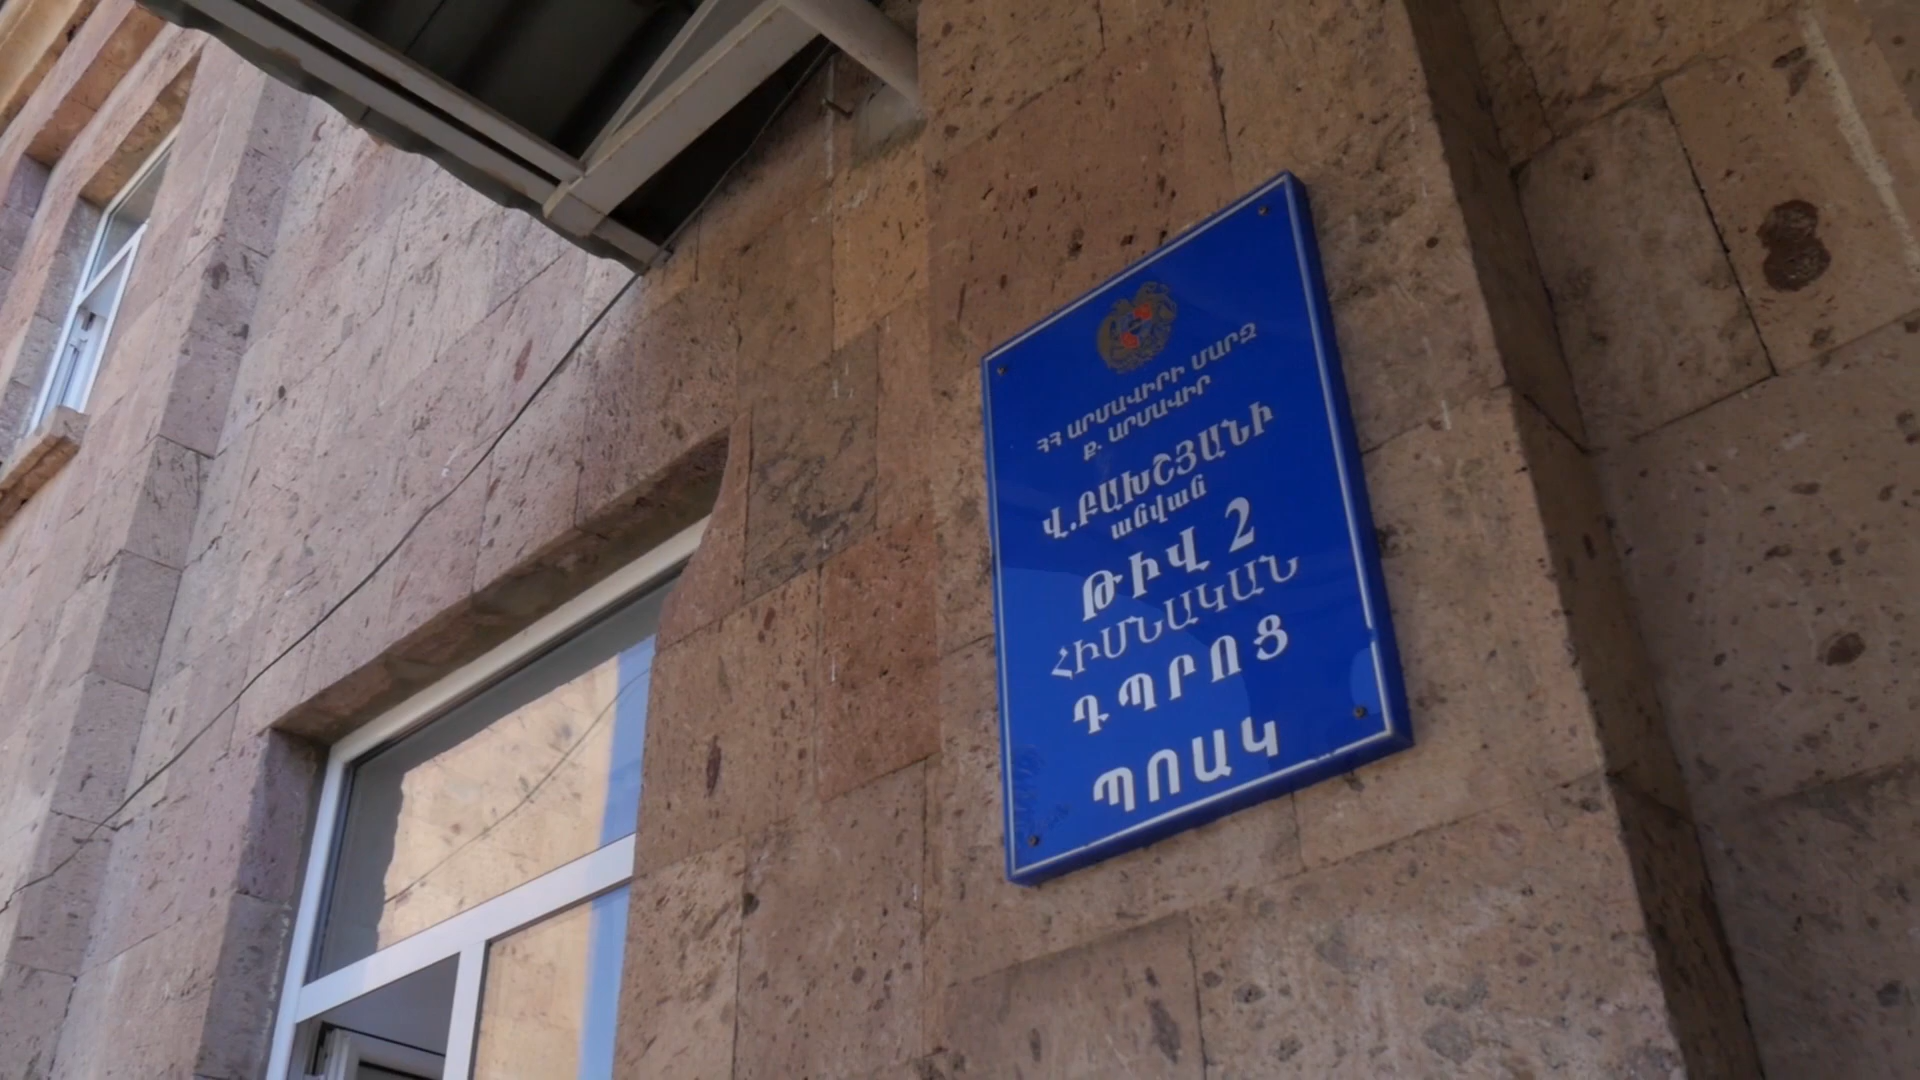 ՀՀ ԱՐՄԱՎԻՐԻ ՄԱՐԶ
Ք. ԱՐՄԱՎԻՐ
Վ.ԲԱԽՇՅԱՆԻ
անվան
ԹԻՎ 2
ՀԻՄՆԱԿԱՆ
ԴՊՐՈՑ
ՊՈԱԿ